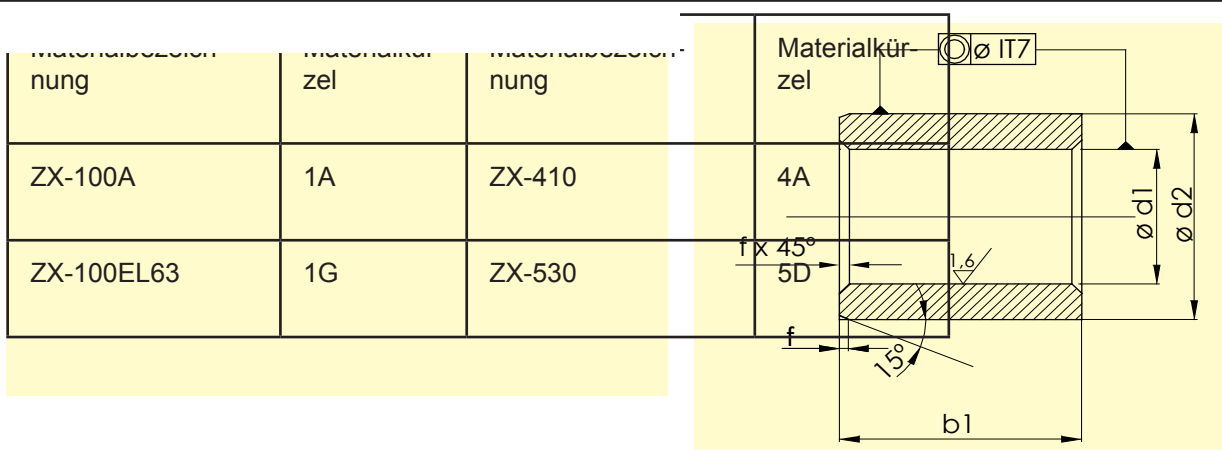 Materialkür-
nung
zel
nung
zel
ZX-100A
1A
ZX-410
4A
ZX-100EL63
1G
ZX-530
5D
ø IT7
ø d1
ø d2
f x 45°
1,6
f
15°
b1